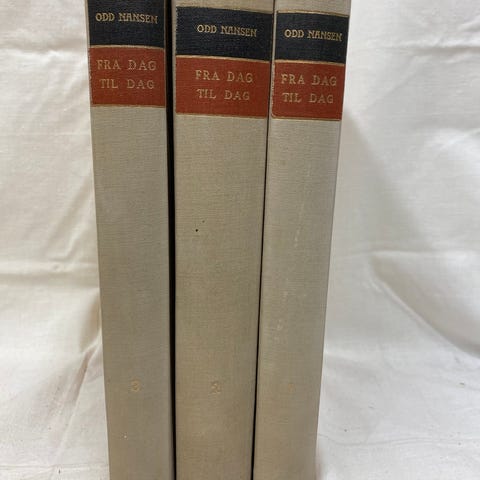 ODD NANSEN
FRA DAG
TIL DAG
3
ODD NANSEN
FRA DAG
TIL DAG
2
ODD NANSEN
FRA DAG
TIL DAG